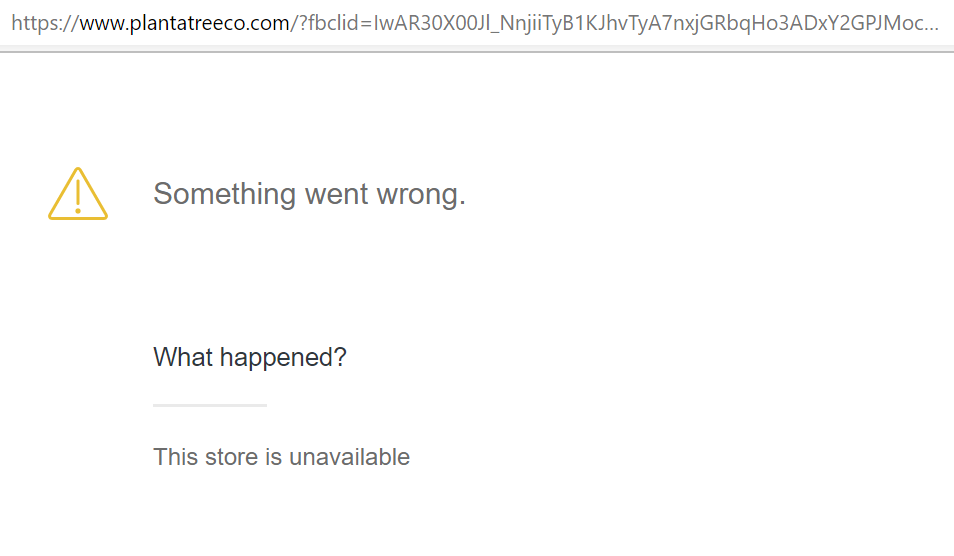 https://www.plantatreeco.com/?fbclid=IwAR30X00Jl_NnjiiTyB1KJhvTyA7nxjGRbqHo3ADxY2GPJMoc...
Something went wrong.
What happened?
This store is unavailable